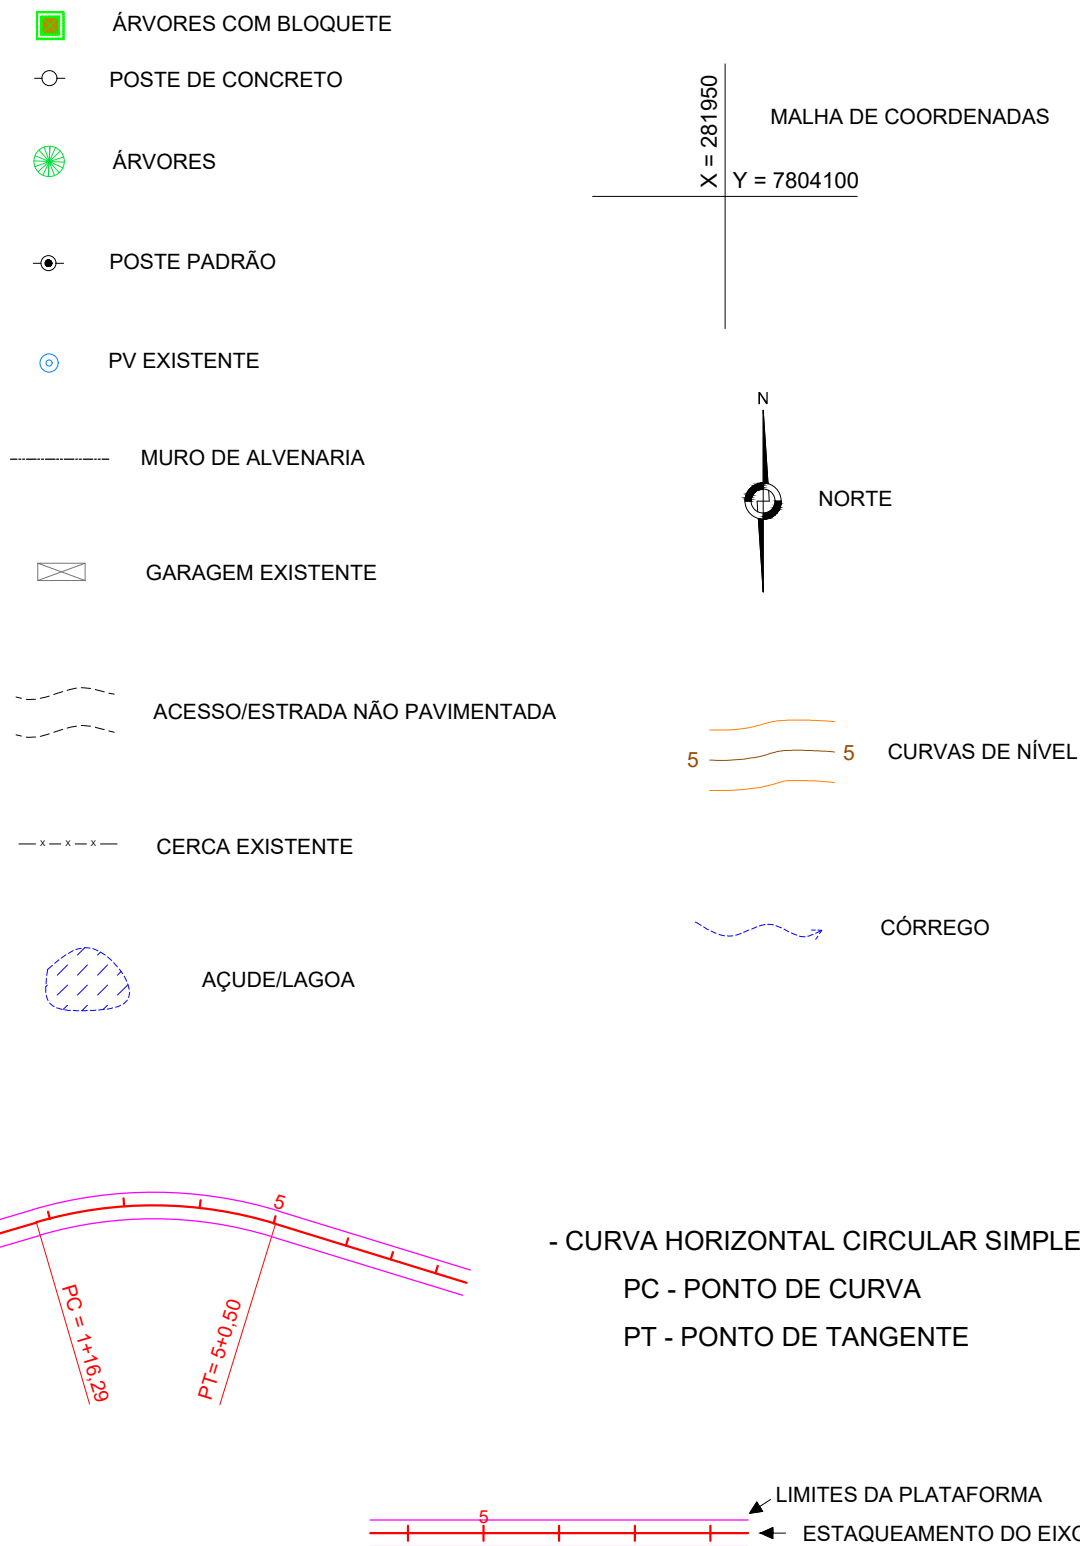 ÁRVORES COM BLOQUETE
POSTE DE CONCRETO
ÁRVORES
POSTE PADRÃO
PV EXISTENTE
MURO DE ALVENARIA
GARAGEM EXISTENTE
ACESSO/ESTRADA NÃO PAVIMENTADA
x x x
CERCA EXISTENTE
AÇUDE/LAGOA
X = 281950
Y = 7804100
MALHA DE COORDENADAS
N
NORTE
5 5
CURVAS DE NÍVEL
CÓRREGO
5
PC = 1+16,29
PT= 5+0,50
- CURVA HORIZONTAL CIRCULAR SIMPLE
PC - PONTO DE CURVA
PT - PONTO DE TANGENTE
5
LIMITES DA PLATAFORMA
ESTAQUEAMENTO DO EIXO